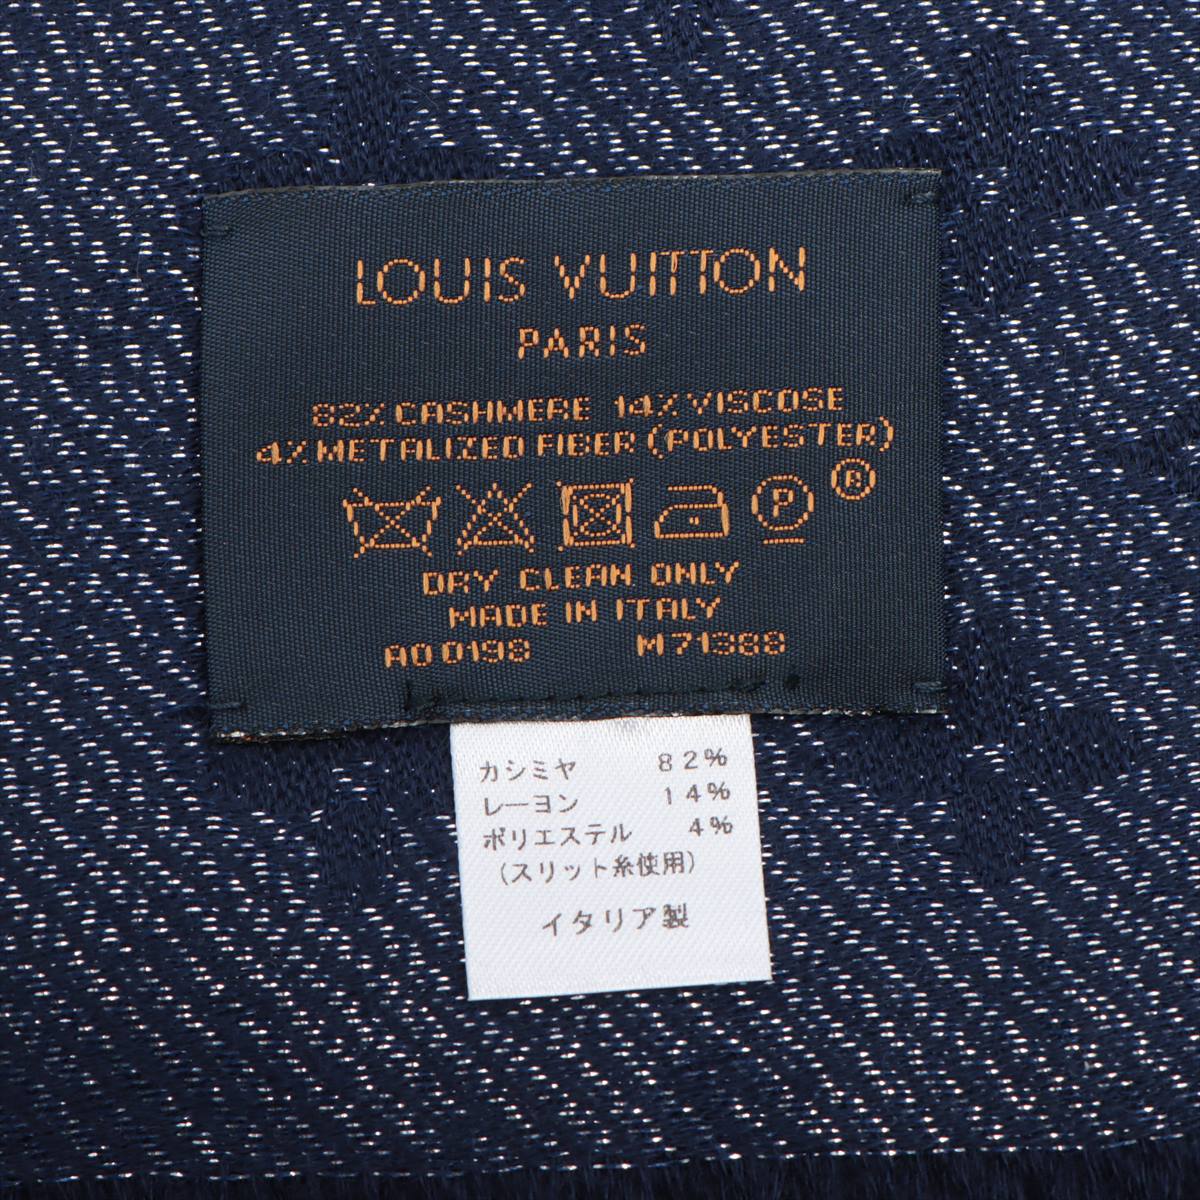 LOUIS VUITTON
PARIS
82% CASHMERE 14% VISCOSE
4% METALIZED FIBER (POLYESTER)
P ®
DRY CLEAN ONLY
MADE IN ITALY
AO 0198 M71388
カシミヤ 82%
レーヨン 14%
ポリエステル 4%
(スリット糸使用)
イタリア製